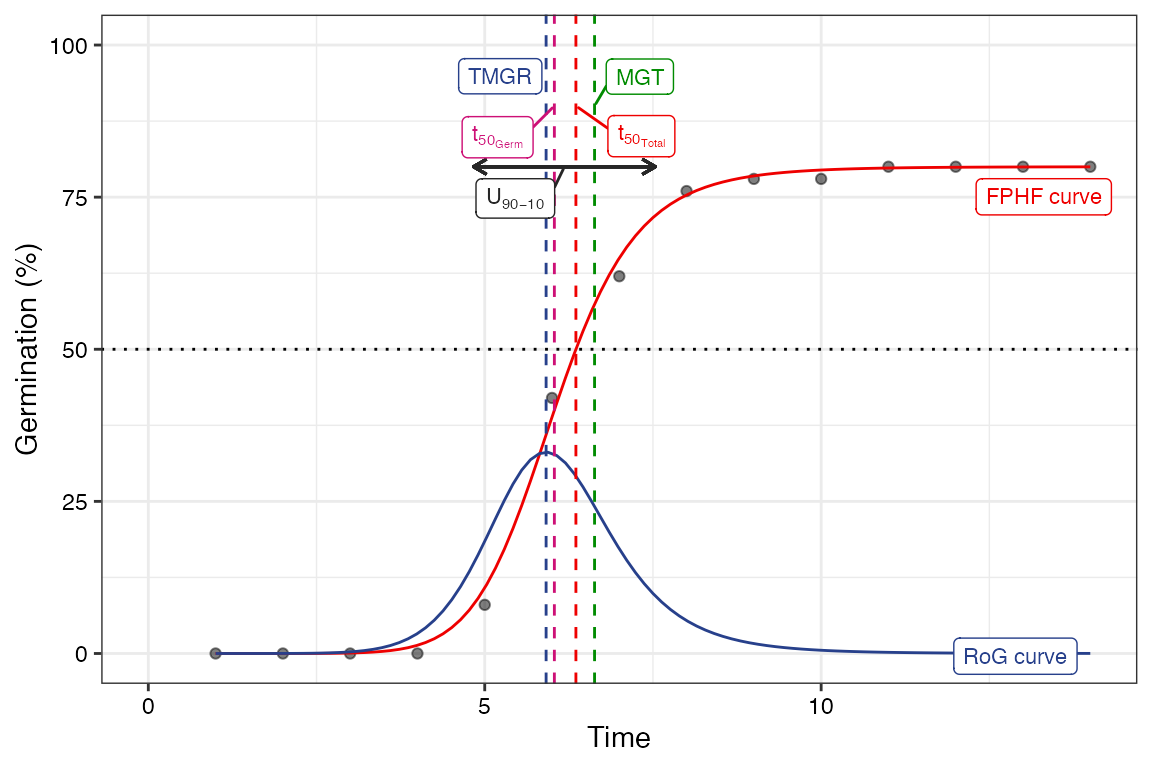 100
TMGR
MGT
t50Germ
t50Total
U90−10
75
FPHF curve
Germination (%)
50
25
0
RoG curve
0 5 10
Time